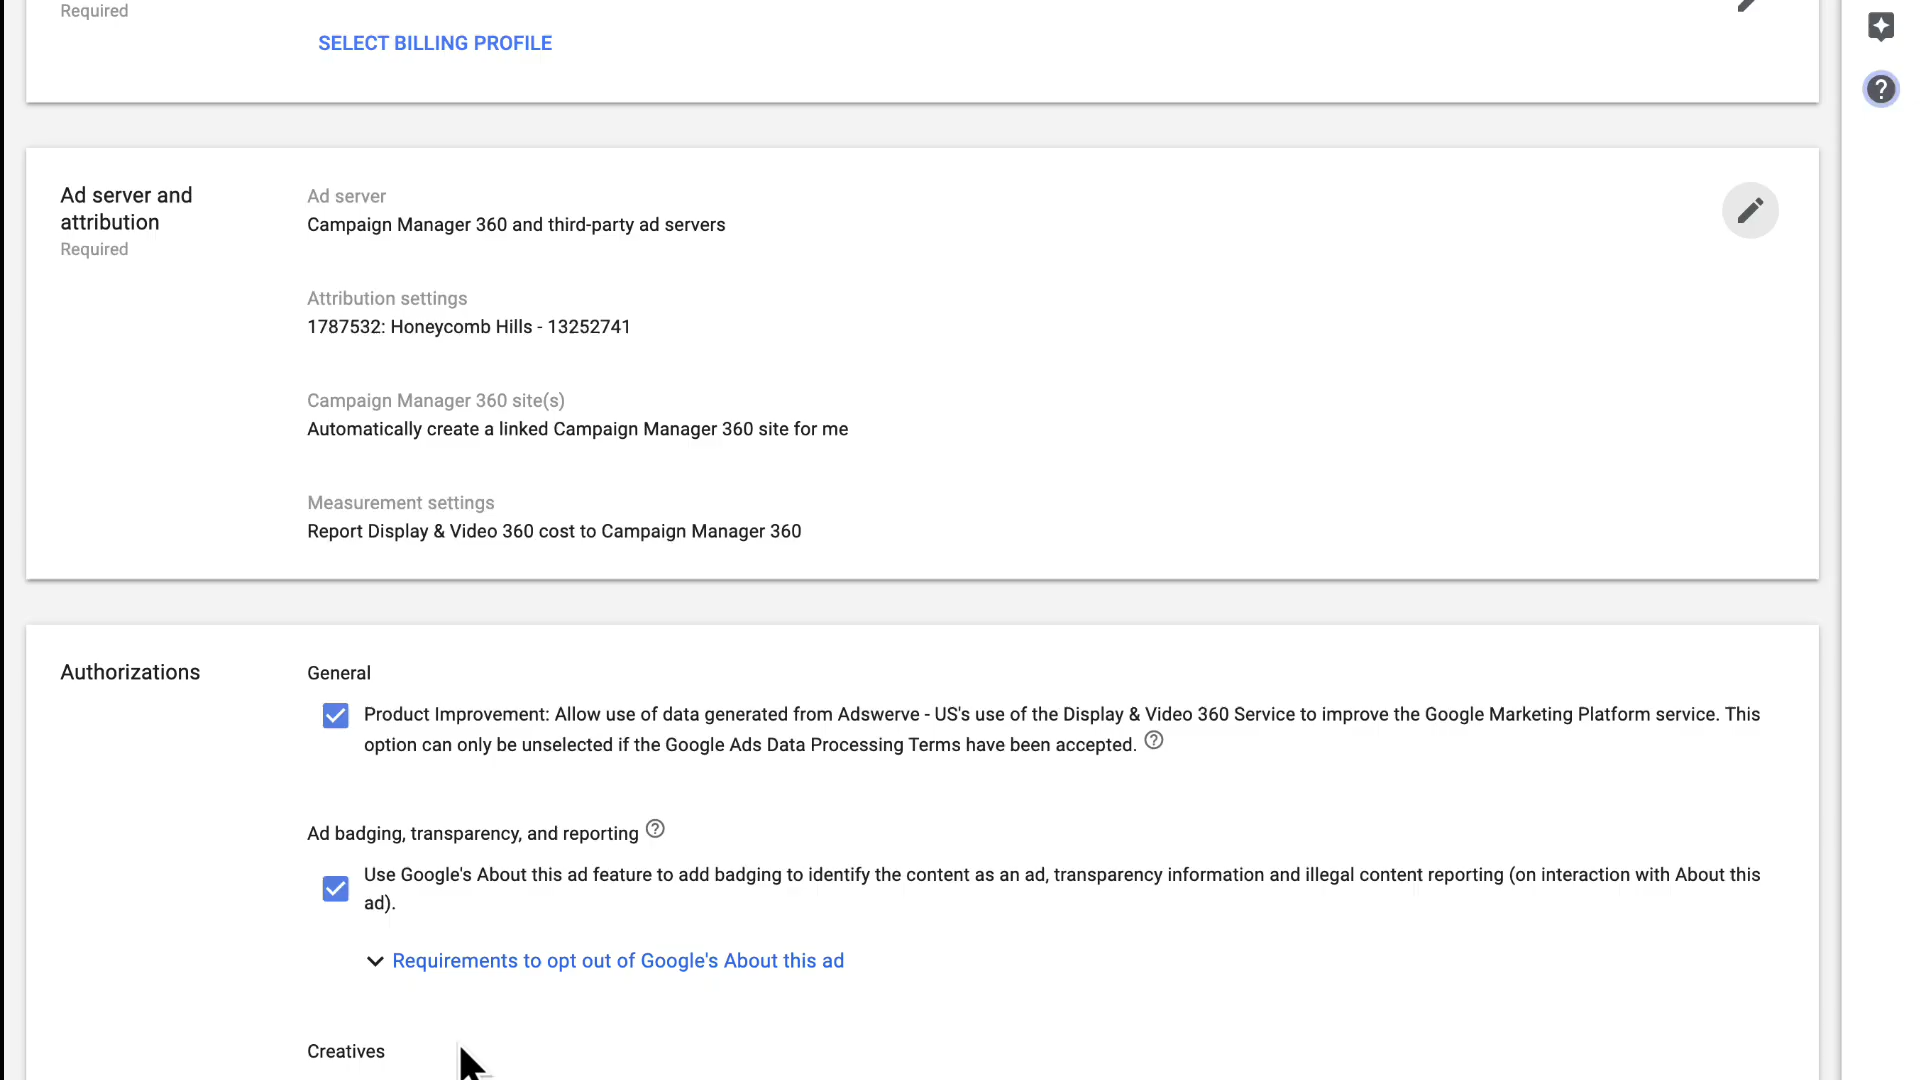 Required
SELECT BILLING PROFILE
Ad server and
attribution
Required
Ad server
Campaign Manager 360 and third-party ad servers
Attribution settings
1787532: Honeycomb Hills - 13252741
Campaign Manager 360 site(s)
Automatically create a linked Campaign Manager 360 site for me
Measurement settings
Report Display & Video 360 cost to Campaign Manager 360
Authorizations
General
Product Improvement: Allow use of data generated from Adswerve - US's use of the Display & Video 360 Service to improve the Google Marketing Platform service. This
option can only be unselected if the Google Ads Data Processing Terms have been accepted.
Ad badging, transparency, and reporting
Use Google's About this ad feature to add badging to identify the content as an ad, transparency information and illegal content reporting (on interaction with About this
ad).
Requirements to opt out of Google's About this ad
Creatives